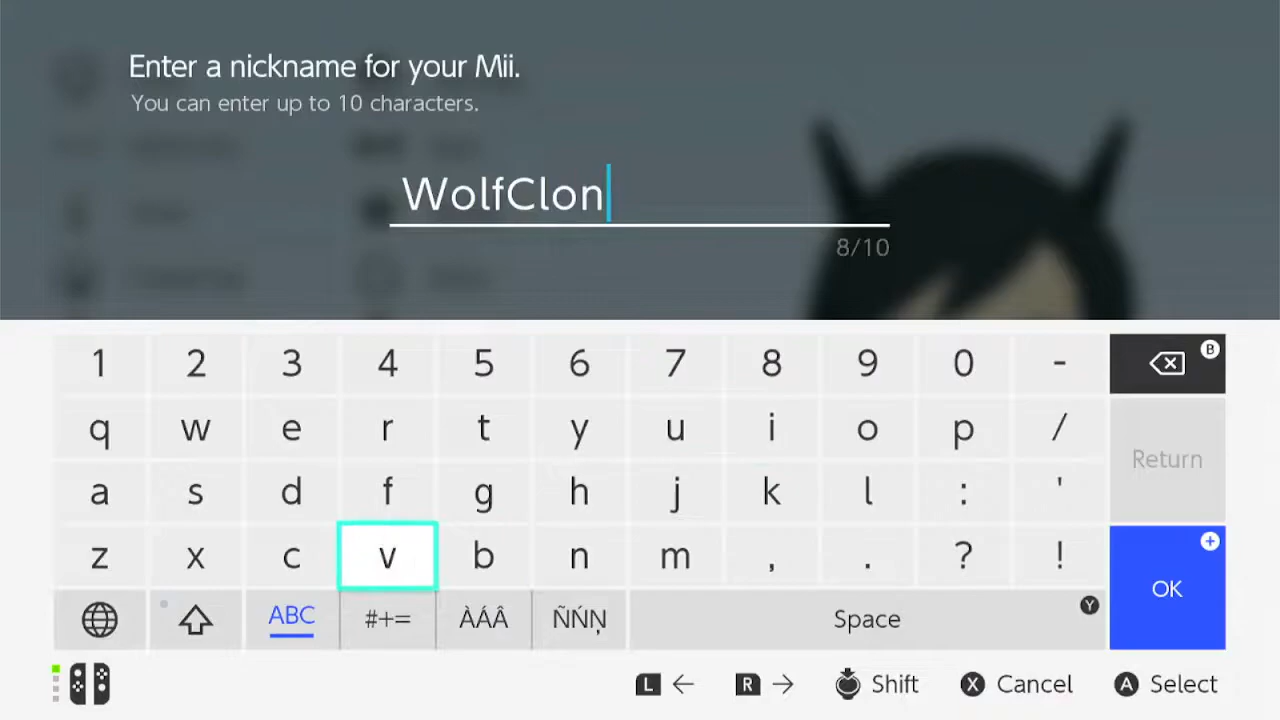 Enter a nickname for your Mii.
You can enter up to 10 characters.
WolfClon
8/10
1 2 3 4 5 6 7 8 9 0 - B
q w e r t y u i o p / Return
a s d f g h j k l : '
z x c v b n m , . ? ! + OK
ABC #+= ÀÁÂ ÑŃŅ Space Y
L ← R → Shift X Cancel A Select